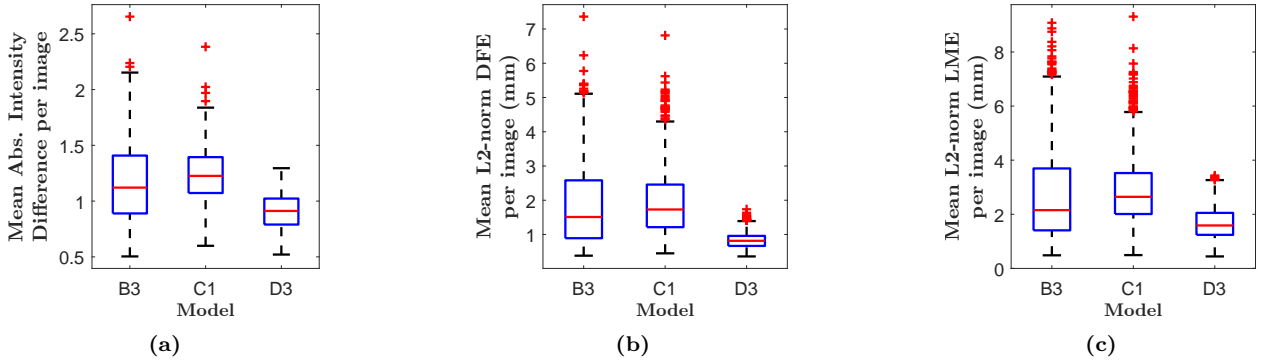 Mean Abs. Intensity
Difference per image
2.5
2
1.5
1
0.5
B3
C1
D3
Model
(a)
Mean L2-norm DFE
per image (mm)
7
6
5
4
3
2
1
B3
C1
D3
Model
(b)
Mean L2-norm LME
per image (mm)
8
6
4
2
0
B3
C1
D3
Model
(c)